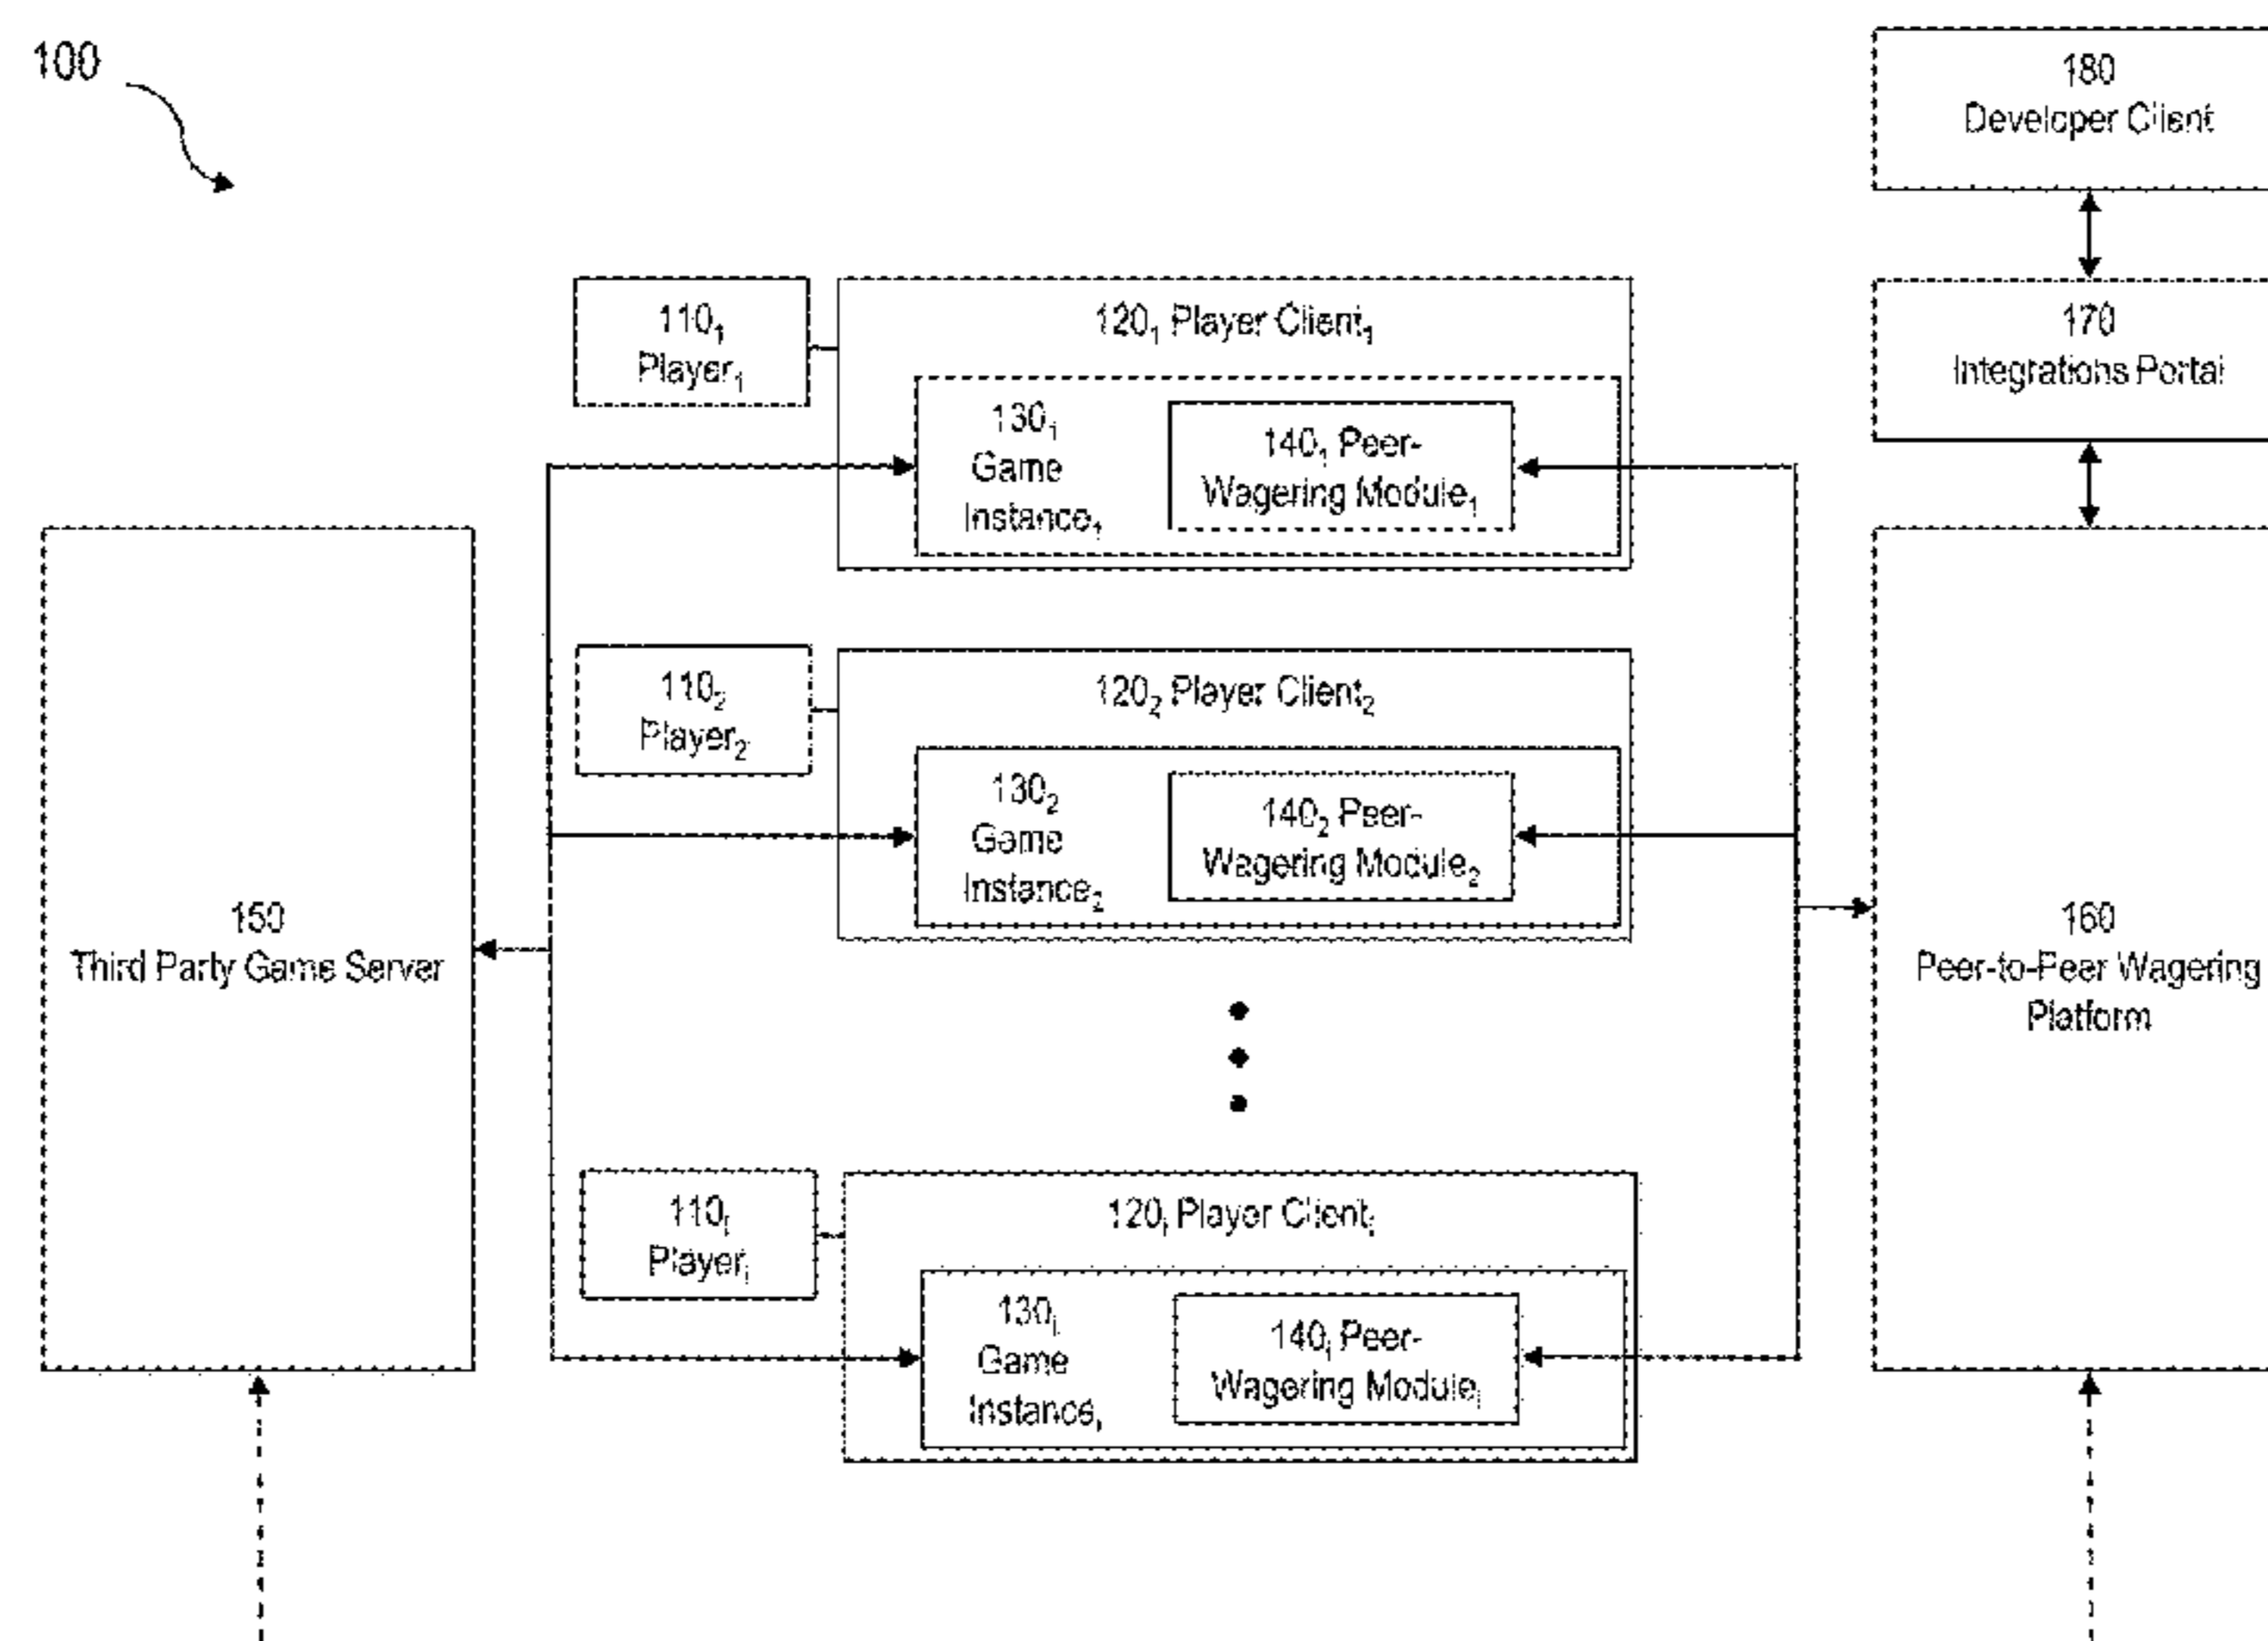 100
180
Developer Client
170
Integrations Portal
110₁
Player₁
120₁ Player Client₁
130₁
Game
Instance₁
140₁ Peer-
Wagering Module₁
110₂
Player₂
120₂ Player Client₂
130₂
Game
Instance₂
140₂ Peer-
Wagering Module₂
150
Third Party Game Server
160
Peer-to-Peer Wagering
Platform
110ᵢ
Playerᵢ
120ᵢ Player Clientᵢ
130ᵢ
Game
Instanceᵢ
140ᵢ Peer-
Wagering Moduleᵢ